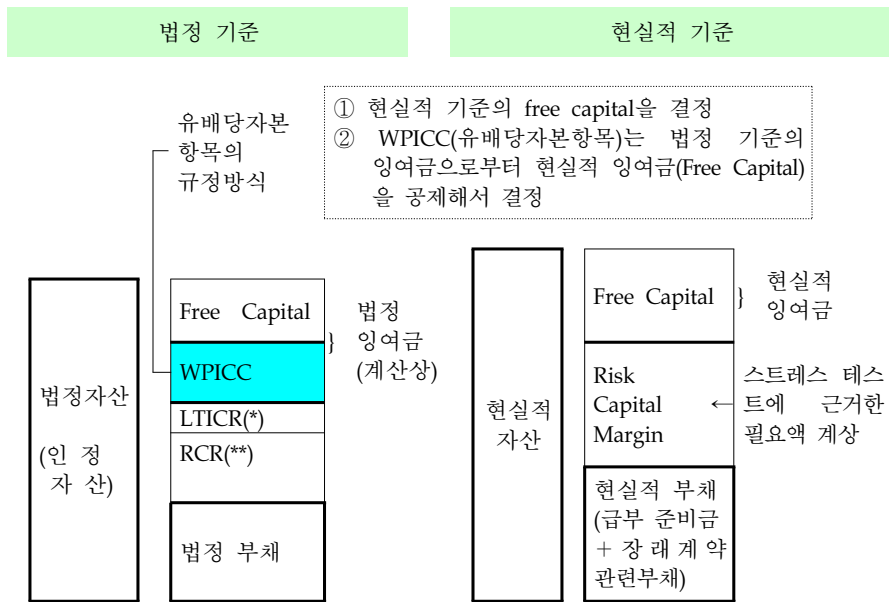 법정 기준
현실적 기준
유배당자본
항목의
규정방식
① 현실적 기준의 free capital을 결정
② WPICC(유배당자본항목)는 법정 기준의
잉여금으로부터 현실적 잉여금(Free Capital)
을 공제해서 결정
법정자산
(인 정
자 산)
Free Capital
WPICC
LTICR(*)
RCR(**)
법정 부채
}
법정
잉여금
(계산상)
현실적
자산
Free Capital
Risk
Capital
Margin
현실적 부채
(급부 준비금
+ 장 래 계 약
관련부채)
}
현실적
잉여금
← 스트레스 테스
트에 근거한
필요액 계상